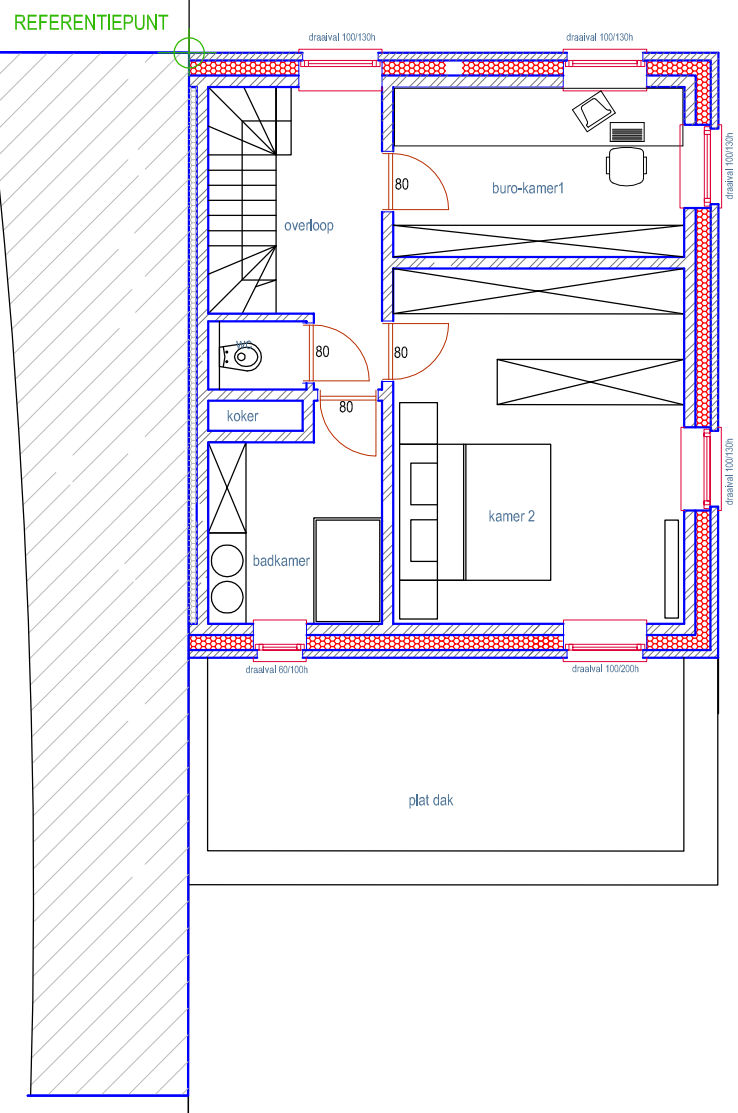 REFERENTIEPUNT
draaival 100/130h
draaival 100/130h
draaival 100/130h
80
buro-kamer1
overloop
WC
80
80
80
koker
draaival 100/130h
kamer 2
badkamer
draaival 60/100h
draaival 100/200h
plat dak